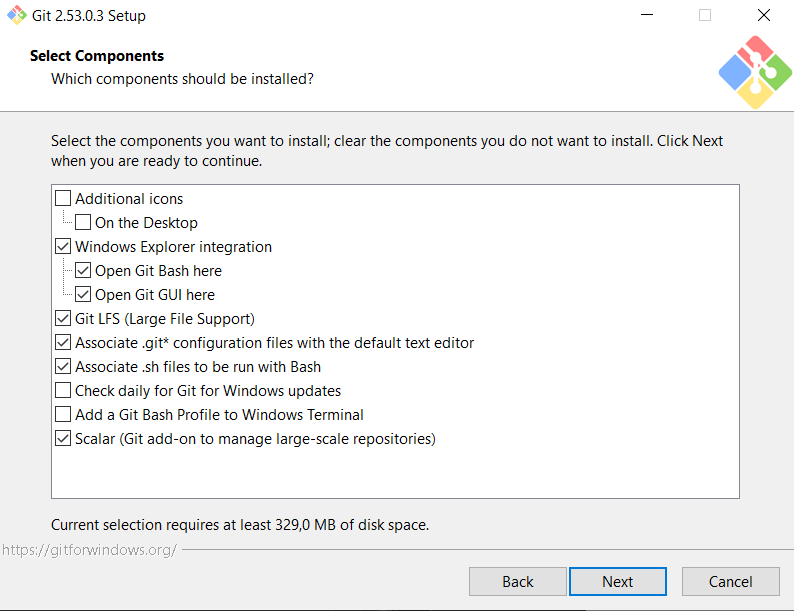 Git 2.53.0.3 Setup
Select Components
Which components should be installed?
Select the components you want to install; clear the components you do not want to install. Click Next
when you are ready to continue.
Additional icons
On the Desktop
Windows Explorer integration
Open Git Bash here
Open Git GUI here
Git LFS (Large File Support)
Associate .git* configuration files with the default text editor
Associate .sh files to be run with Bash
Check daily for Git for Windows updates
Add a Git Bash Profile to Windows Terminal
Scalar (Git add-on to manage large-scale repositories)
Current selection requires at least 329,0 MB of disk space.
https://gitforwindows.org/
Back Next Cancel